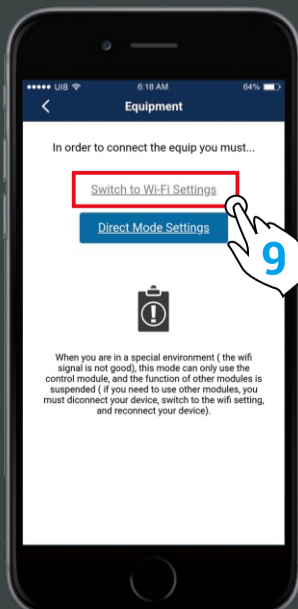 ●●●●● UI8 6:18 AM 64%
Equipment
In order to connect the equip you must...
Switch to Wi-Fi Settings
Direct Mode Settings
9
When you are in a special environment ( the wifi
signal is not good), this mode can only use the
control module, and the function of other modules is
suspended ( if you need to use other modules, you
must diconnect your device, switch to the wifi setting,
and reconnect your device).